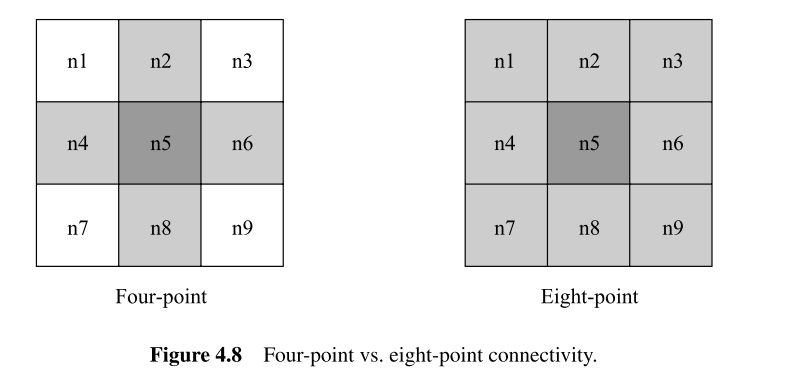 n1 n2 n3 n1 n2 n3
n4 n5 n6 n4 n5 n6
n7 n8 n9 n7 n8 n9
Four-point Eight-point
Figure 4.8 Four-point vs. eight-point connectivity.